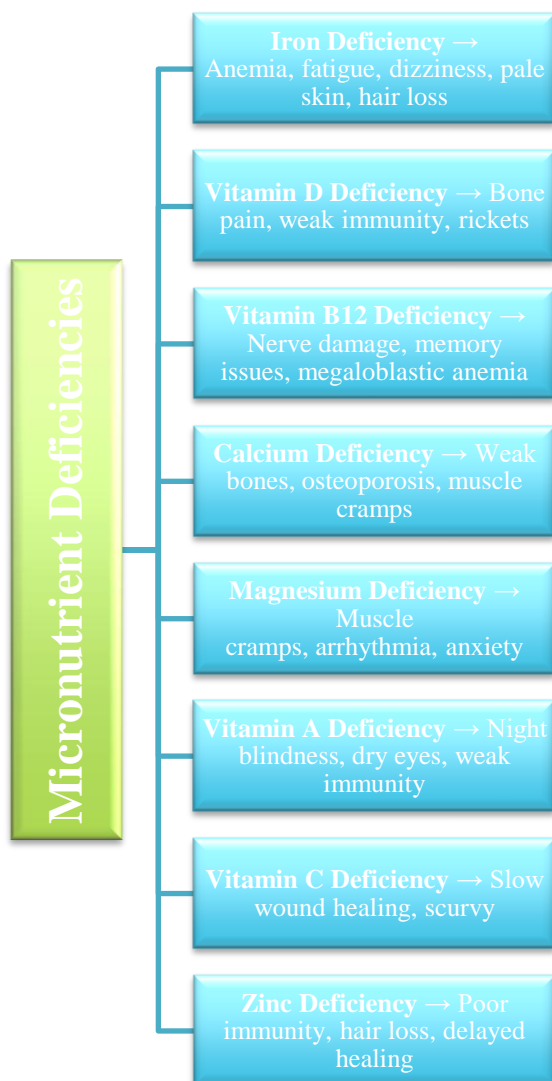 Micronutrient Deficiencies
Iron Deficiency →
Anemia, fatigue, dizziness, pale
skin, hair loss
Vitamin D Deficiency → Bone
pain, weak immunity, rickets
Vitamin B12 Deficiency →
Nerve damage, memory
issues, megaloblastic anemia
Calcium Deficiency → Weak
bones, osteoporosis, muscle
cramps
Magnesium Deficiency →
Muscle
cramps, arrhythmia, anxiety
Vitamin A Deficiency → Night
blindness, dry eyes, weak
immunity
Vitamin C Deficiency → Slow
wound healing, scurvy
Zinc Deficiency → Poor
immunity, hair loss, delayed
healing